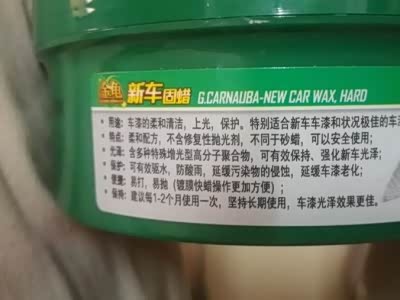 金龟 新车固蜡 G.CARNAUBA-NEW CAR WAX, HARD
• 用途：车漆的柔和清洁，上光，保护。特别适合新车车漆和状况极佳的车
• 特点：柔和配方，不含修复性抛光剂，不同于砂蜡，可以安全使用；
• 光泽：含多种特殊增光型高分子聚合物，可有效保持、强化新车光泽；
• 保护：可有效驱水，防酸雨，延缓污染物的侵蚀，延缓车漆老化；
• 便捷：易打，易抛（镀膜快蜡操作更加方便）；
• 保持：建议每1-2个月使用一次，坚持长期使用，车漆光泽效果更佳。